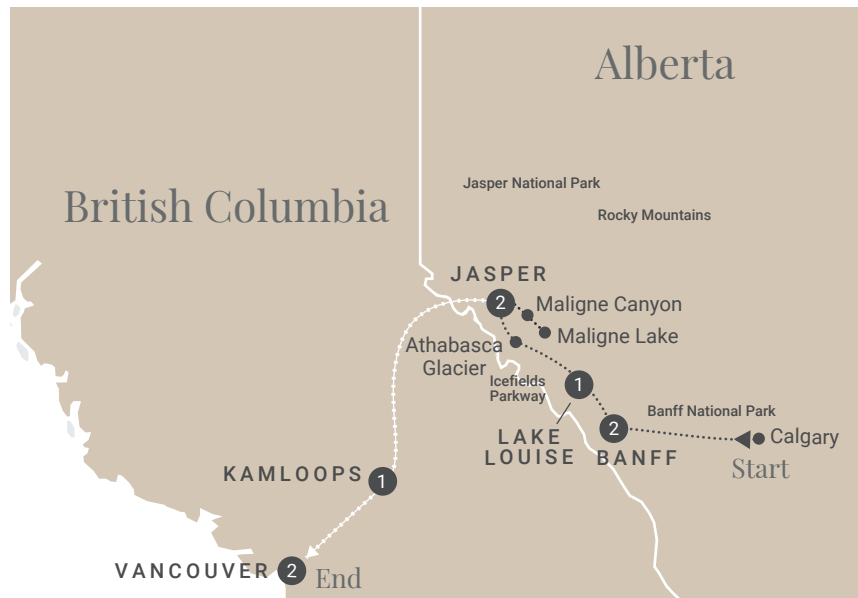 Alberta
British Columbia
Jasper National Park
Rocky Mountains
JASPER
2
Maligne Canyon
Maligne Lake
Athabasca
Glacier
Icefields
Parkway
1
LAKE
LOUISE
2
BANFF
Banff National Park
Calgary
Start
KAMLOOPS
1
VANCOUVER
2
End